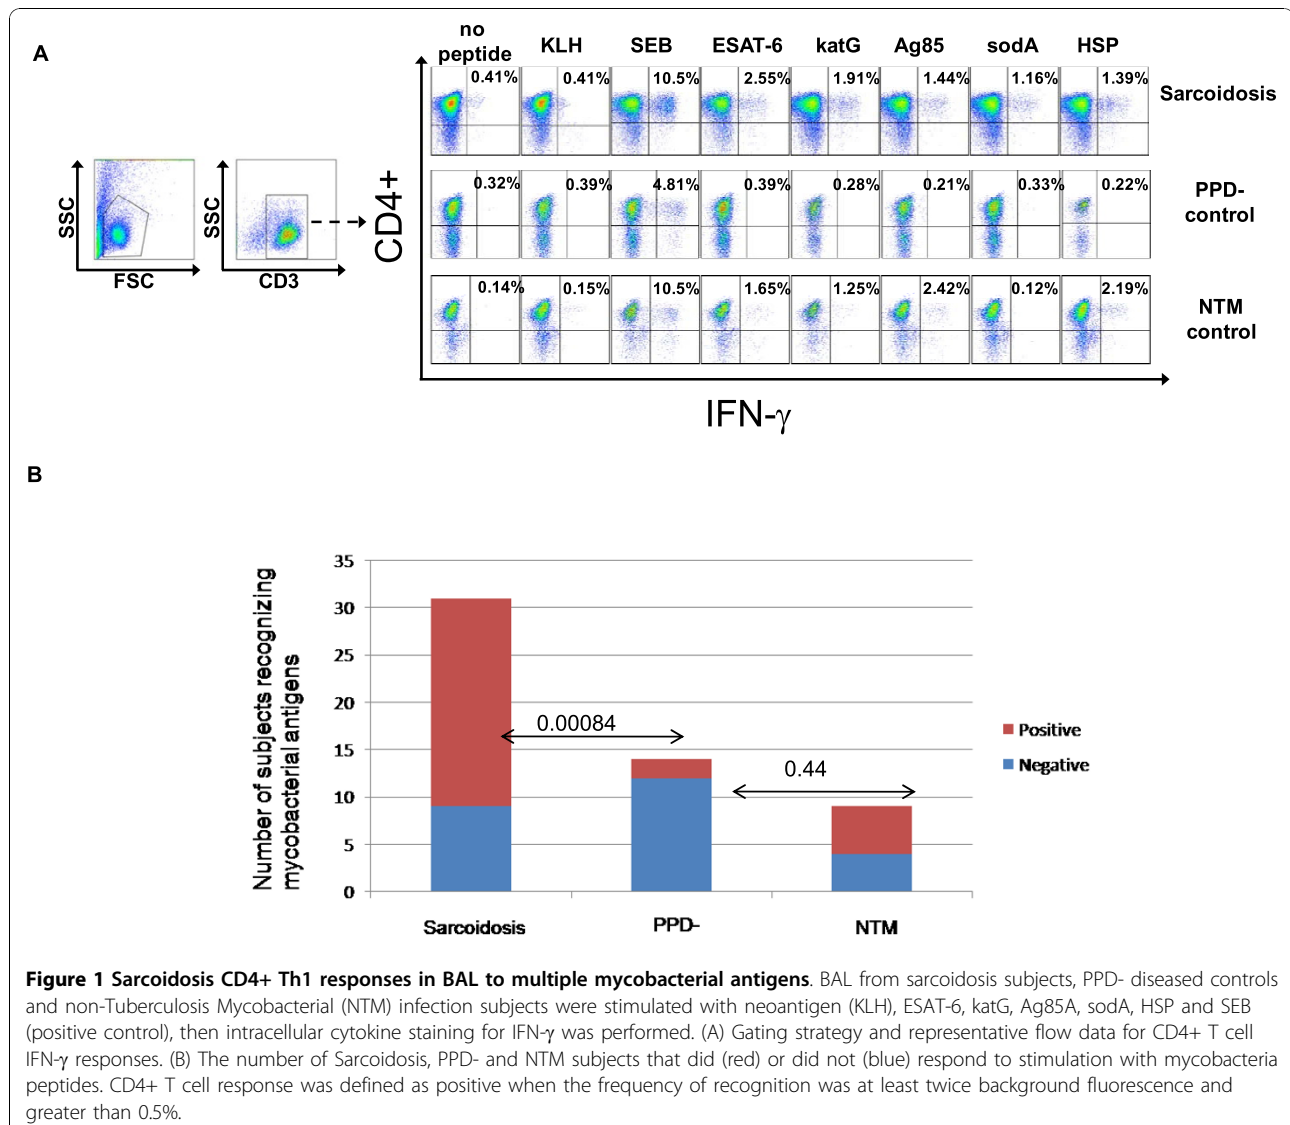 A
no
peptide
KLH
SEB
ESAT-6
katG
Ag85
sodA
HSP
0.41%
0.41%
10.5%
2.55%
1.91%
1.44%
1.16%
1.39%
Sarcoidosis
0.32%
0.39%
4.81%
0.39%
0.28%
0.21%
0.33%
0.22%
PPD-
control
0.14%
0.15%
10.5%
1.65%
1.25%
2.42%
0.12%
2.19%
NTM
control
SSC
FSC
SSC
CD3
CD4+
IFN-γ
B
Number of subjects recognizing
mycobacterial antigens
35
30
25
20
15
10
5
0
0.00084
0.44
Positive
Negative
Sarcoidosis
PPD-
NTM
Figure 1 Sarcoidosis CD4+ Th1 responses in BAL to multiple mycobacterial antigens. BAL from sarcoidosis subjects, PPD- diseased controls
and non-Tuberculosis Mycobacterial (NTM) infection subjects were stimulated with neoantigen (KLH), ESAT-6, katG, Ag85A, sodA, HSP and SEB
(positive control), then intracellular cytokine staining for IFN-γ was performed. (A) Gating strategy and representative flow data for CD4+ T cell
IFN-γ responses. (B) The number of Sarcoidosis, PPD- and NTM subjects that did (red) or did not (blue) respond to stimulation with mycobacteria
peptides. CD4+ T cell response was defined as positive when the frequency of recognition was at least twice background fluorescence and
greater than 0.5%.